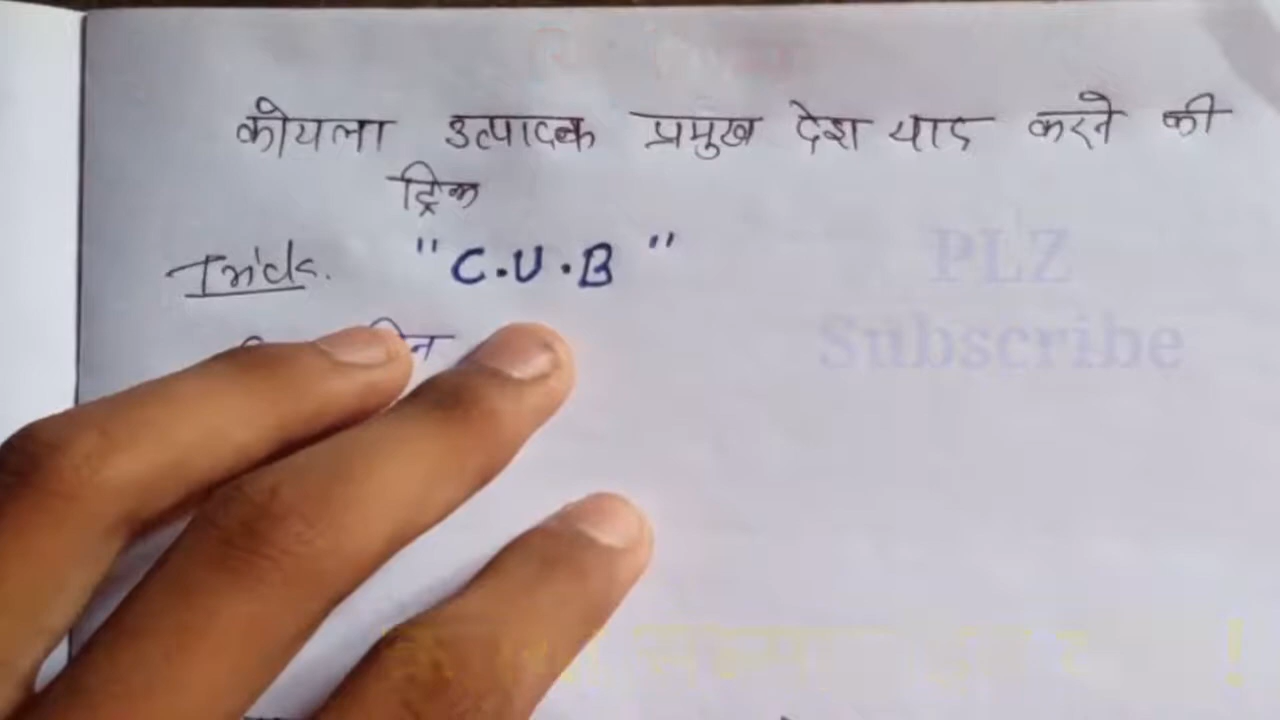 कोयला उत्पादक प्रमुख देश याद करने की
ट्रिक
Trick. "C.U.B"
PLZ
Subscribe